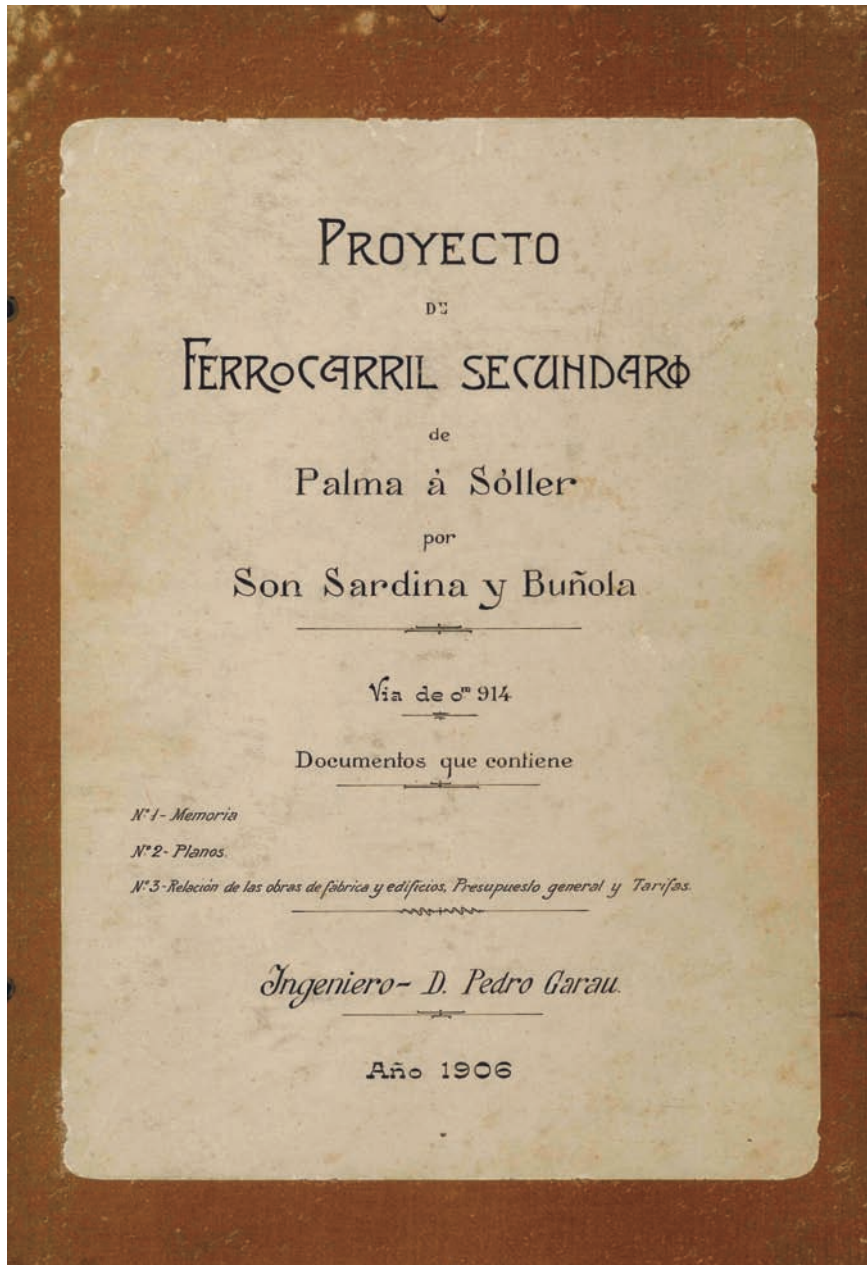 PROYECTO
DE
FERROCARRIL SECUNDARIO
de
Palma á Sóller
por
Son Sardina y Buñola
Via de 0ᵐ 914
Documentos que contiene
N.º 1- Memoria
N.º 2- Planos.
N.º 3-Relación de las obras de fábrica y edificios, Presupuesto general y Tarifas.
Ingeniero- D. Pedro Garau.
Año 1906